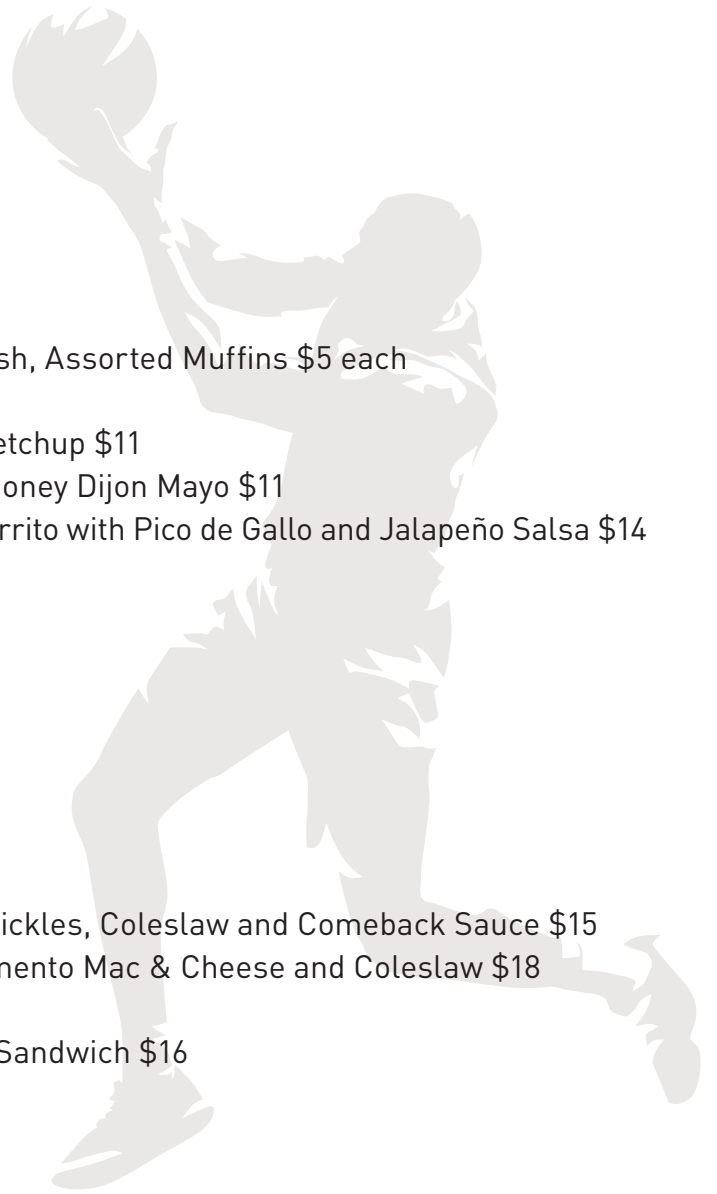 sh, Assorted Muffins $5 each
etchup $11
oney Dijon Mayo $11
rrito with Pico de Gallo and Jalapeño Salsa $14
ickles, Coleslaw and Comeback Sauce $15
mento Mac & Cheese and Coleslaw $18
Sandwich $16